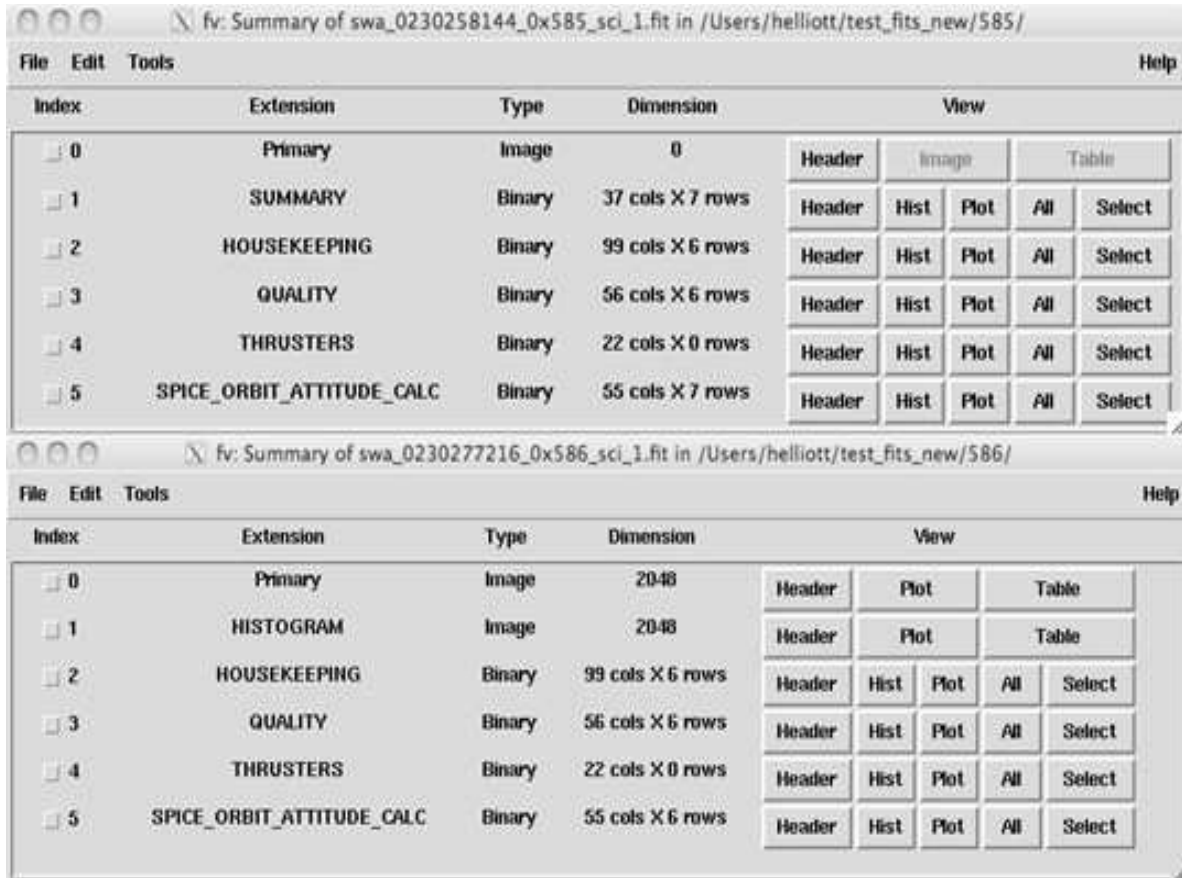 fv: Summary of swa_0230258144_0x585_sci_1.fit in /Users/helliott/test_fits_new/585/
File Edit Tools Help
Index Extension Type Dimension View
0 Primary Image 0 Header Image Table
1 SUMMARY Binary 37 cols X 7 rows Header Hist Plot All Select
2 HOUSEKEEPING Binary 99 cols X 6 rows Header Hist Plot All Select
3 QUALITY Binary 56 cols X 6 rows Header Hist Plot All Select
4 THRUSTERS Binary 22 cols X 0 rows Header Hist Plot All Select
5 SPICE_ORBIT_ATTITUDE_CALC Binary 55 cols X 7 rows Header Hist Plot All Select
fv: Summary of swa_0230277216_0x586_sci_1.fit in /Users/helliott/test_fits_new/586/
File Edit Tools Help
Index Extension Type Dimension View
0 Primary Image 2048 Header Plot Table
1 HISTOGRAM Image 2048 Header Plot Table
2 HOUSEKEEPING Binary 99 cols X 6 rows Header Hist Plot All Select
3 QUALITY Binary 56 cols X 6 rows Header Hist Plot All Select
4 THRUSTERS Binary 22 cols X 0 rows Header Hist Plot All Select
5 SPICE_ORBIT_ATTITUDE_CALC Binary 55 cols X 6 rows Header Hist Plot All Select